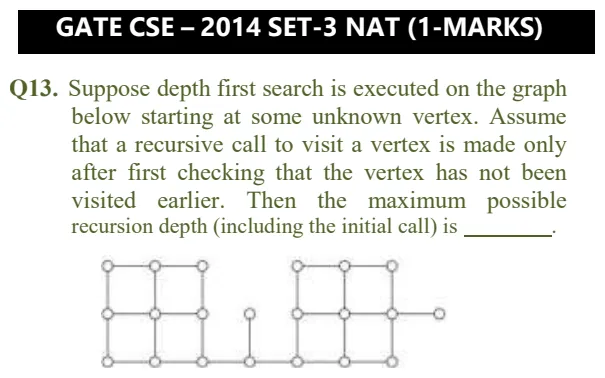 GATE CSE – 2014 SET-3 NAT (1-MARKS)
Q13. Suppose depth first search is executed on the graph
below starting at some unknown vertex. Assume
that a recursive call to visit a vertex is made only
after first checking that the vertex has not been
visited earlier. Then the maximum possible
recursion depth (including the initial call) is ________.